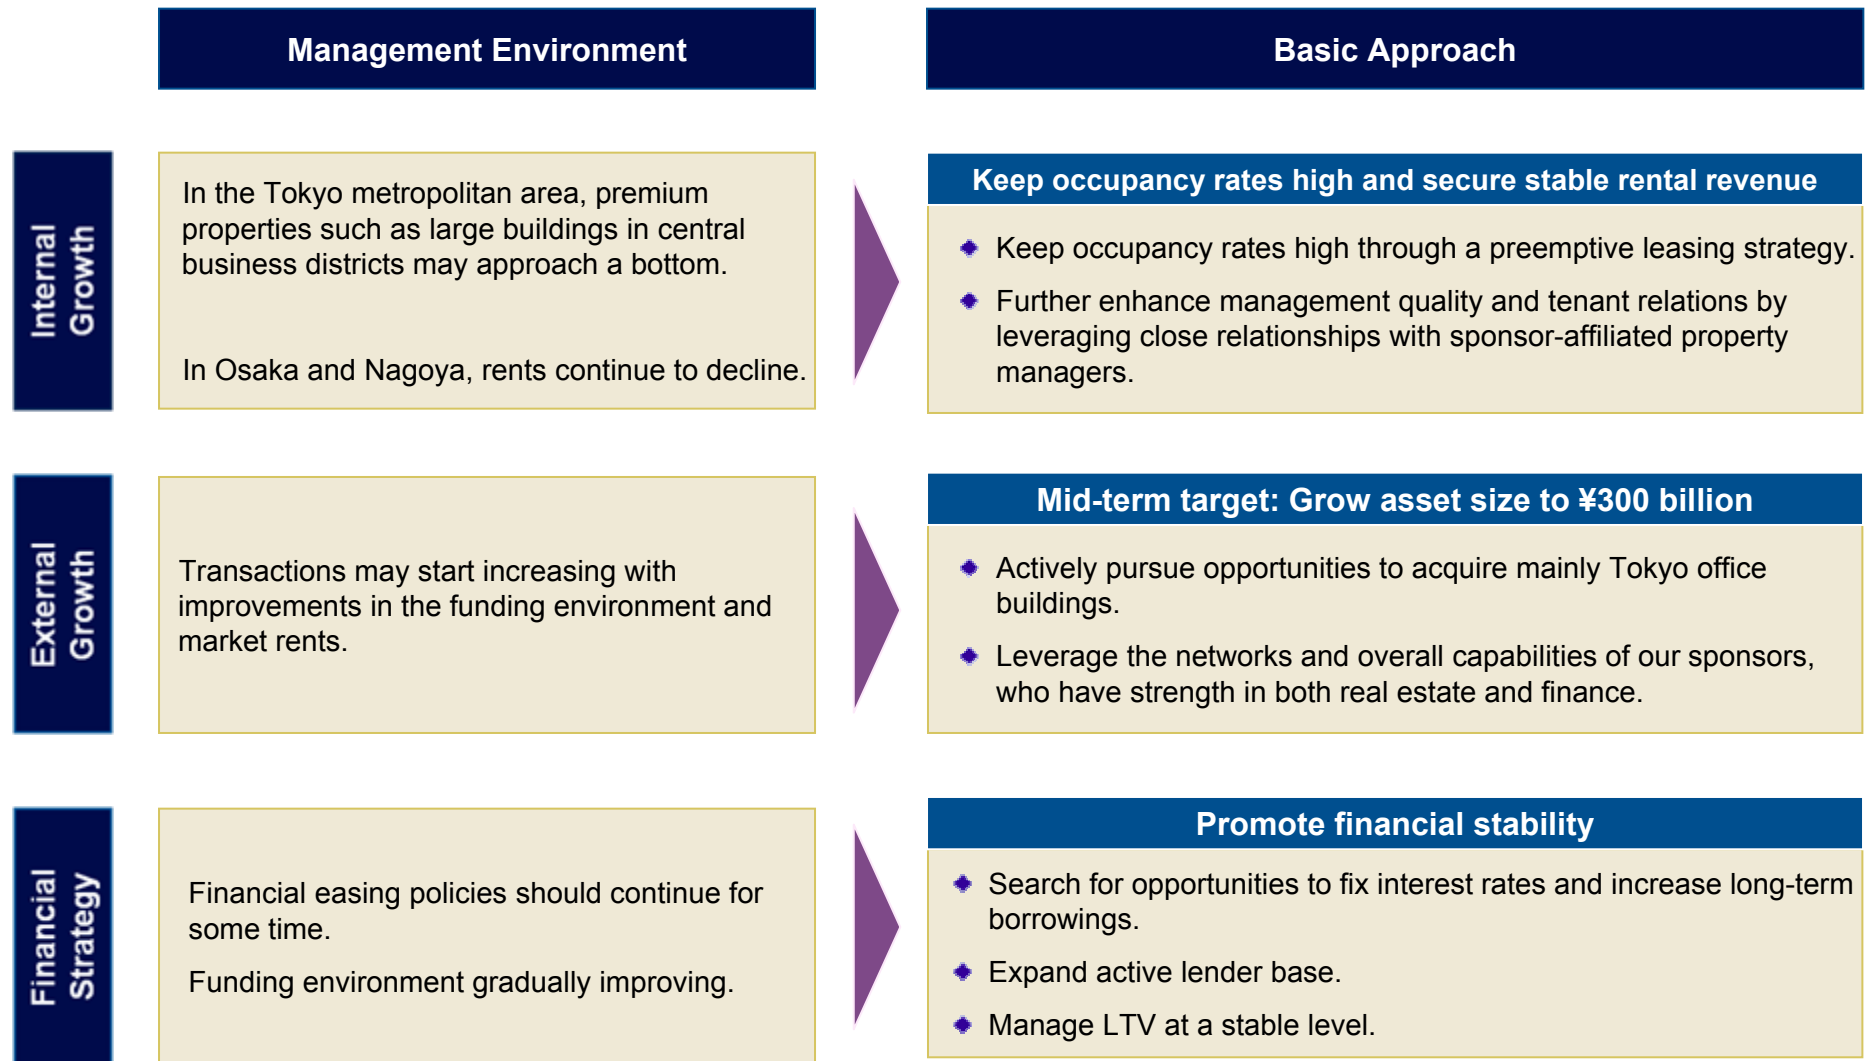 Management Environment
Basic Approach
Internal
Growth
In the Tokyo metropolitan area, premium
properties such as large buildings in central
business districts may approach a bottom.
In Osaka and Nagoya, rents continue to decline.
Keep occupancy rates high and secure stable rental revenue
Keep occupancy rates high through a preemptive leasing strategy.
Further enhance management quality and tenant relations by
leveraging close relationships with sponsor-affiliated property
managers.
External
Growth
Transactions may start increasing with
improvements in the funding environment and
market rents.
Mid-term target: Grow asset size to ¥300 billion
Actively pursue opportunities to acquire mainly Tokyo office
buildings.
Leverage the networks and overall capabilities of our sponsors,
who have strength in both real estate and finance.
Financial
Strategy
Financial easing policies should continue for
some time.
Funding environment gradually improving.
Promote financial stability
Search for opportunities to fix interest rates and increase long-term
borrowings.
Expand active lender base.
Manage LTV at a stable level.